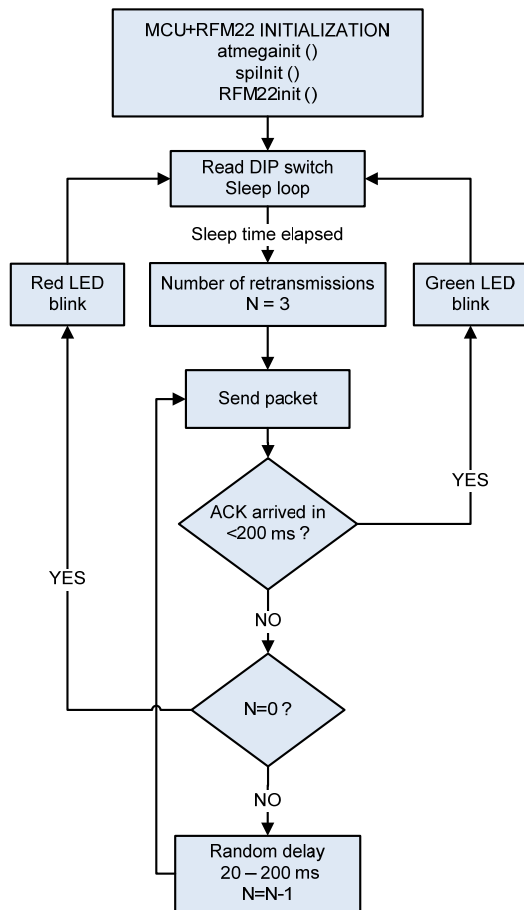 MCU+RFM22 INITIALIZATION
atmegainit ()
spiInit ()
RFM22init ()
Read DIP switch
Sleep loop
Sleep time elapsed
Red LED
blink
Number of retransmissions
N = 3
Green LED
blink
Send packet
ACK arrived in
<200 ms ?
YES
YES
NO
N=0 ?
NO
Random delay
20 – 200 ms
N=N-1